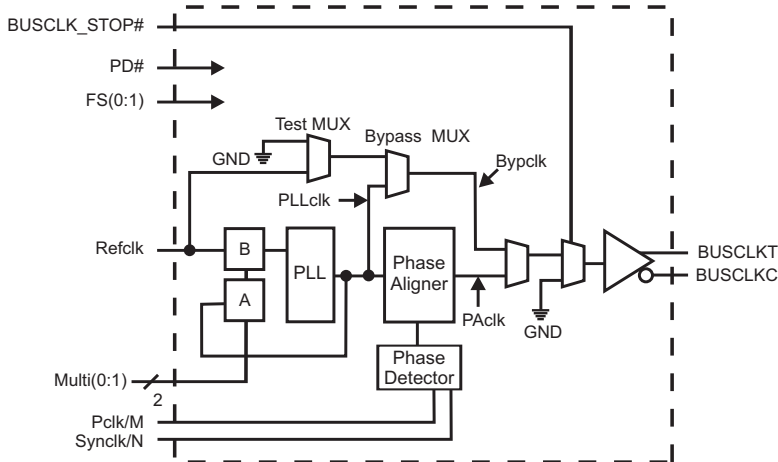 BUSCLK_STOP#
PD#
FS(0:1)
Test MUX
GND
Bypass MUX
Bypclk
PLLclk
Refclk
B
PLL
A
Phase
Aligner
PAclk
GND
BUSCLKT
BUSCLKC
Phase
Detector
Multi(0:1)
2
Pclk/M
Synclk/N